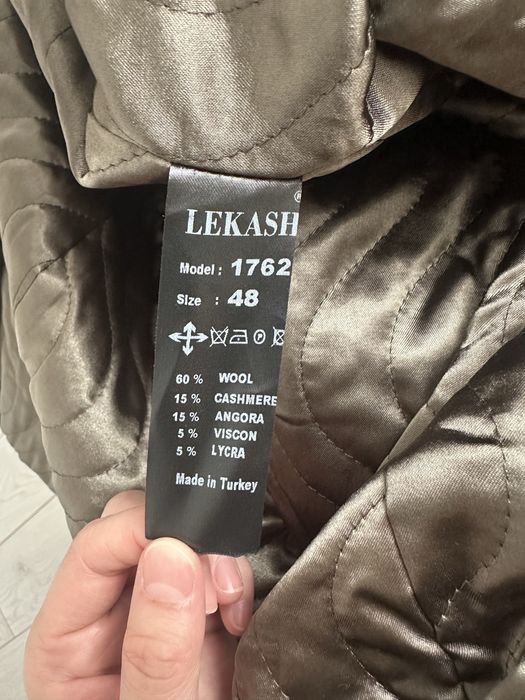 LEKASH
Model : 1762
Size : 48
60 % WOOL
15 % CASHMERE
15 % ANGORA
5 % VISCON
5 % LYCRA
Made in Turkey